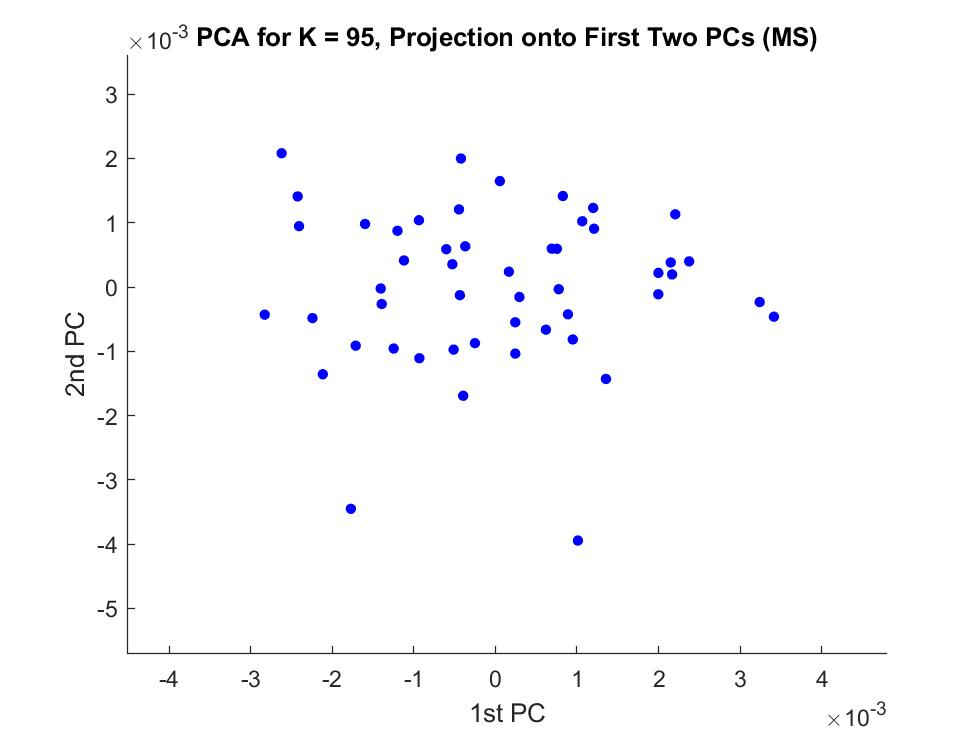 ×10-3 PCA for K = 95, Projection onto First Two PCs (MS)
3
2
1
0
-1
-2
-3
-4
-5
2nd PC
-4 -3 -2 -1 0 1 2 3 4
1st PC
×10-3